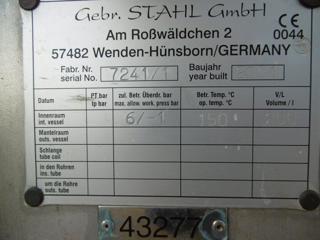 Gebr. STAHL GmbH
Am Roßwäldchen 2
57482 Wenden-Hünsborn/GERMANY
CE 0044
Fabr. Nr. serial No. 7241/1 Baujahr year built
Datum PT.bar tp bar zul. Betr. Überdr. bar max. allow. work. press bar Betr. Temp. °C op. temp. °C V/L Volume / l
Innenraum int. vessel 6/-1 150
Mantelraum outs. vessel
Schlange tube coil
in den Rohren ins. tube
um die Rohre outs. tube
43277